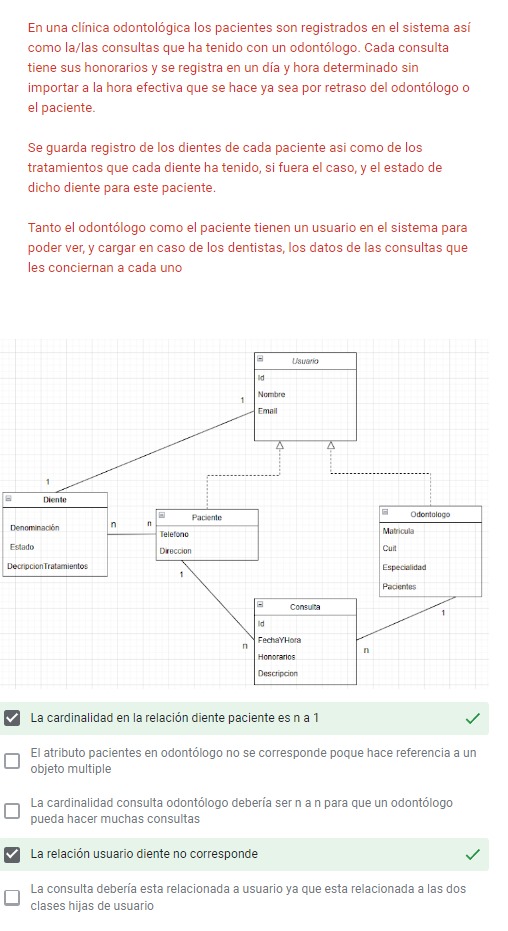 En una clínica odontológica los pacientes son registrados en el sistema así
como la/las consultas que ha tenido con un odontólogo. Cada consulta
tiene sus honorarios y se registra en un día y hora determinado sin
importar a la hora efectiva que se hace ya sea por retraso del odontólogo o
el paciente.
Se guarda registro de los dientes de cada paciente asi como de los
tratamientos que cada diente ha tenido, si fuera el caso, y el estado de
dicho diente para este paciente.
Tanto el odontólogo como el paciente tienen un usuario en el sistema para
poder ver, y cargar en caso de los dentistas, los datos de las consultas que
les conciernan a cada uno
Usuario
Id
Nombre
Email
1
1
Diente
Denominación
Estado
DecripcionTratamientos
n
n
Paciente
Telefono
Direccion
1
Odontologo
Matricula
Cuit
Especialidad
Pacientes
1
Consulta
Id
FechaYHora
Honorarios
Descripcion
n
n
La cardinalidad en la relación diente paciente es n a 1
El atributo pacientes en odontólogo no se corresponde poque hace referencia a un
objeto multiple
La cardinalidad consulta odontólogo debería ser n a n para que un odontólogo
pueda hacer muchas consultas
La relación usuario diente no corresponde
La consulta debería esta relacionada a usuario ya que esta relacionada a las dos
clases hijas de usuario